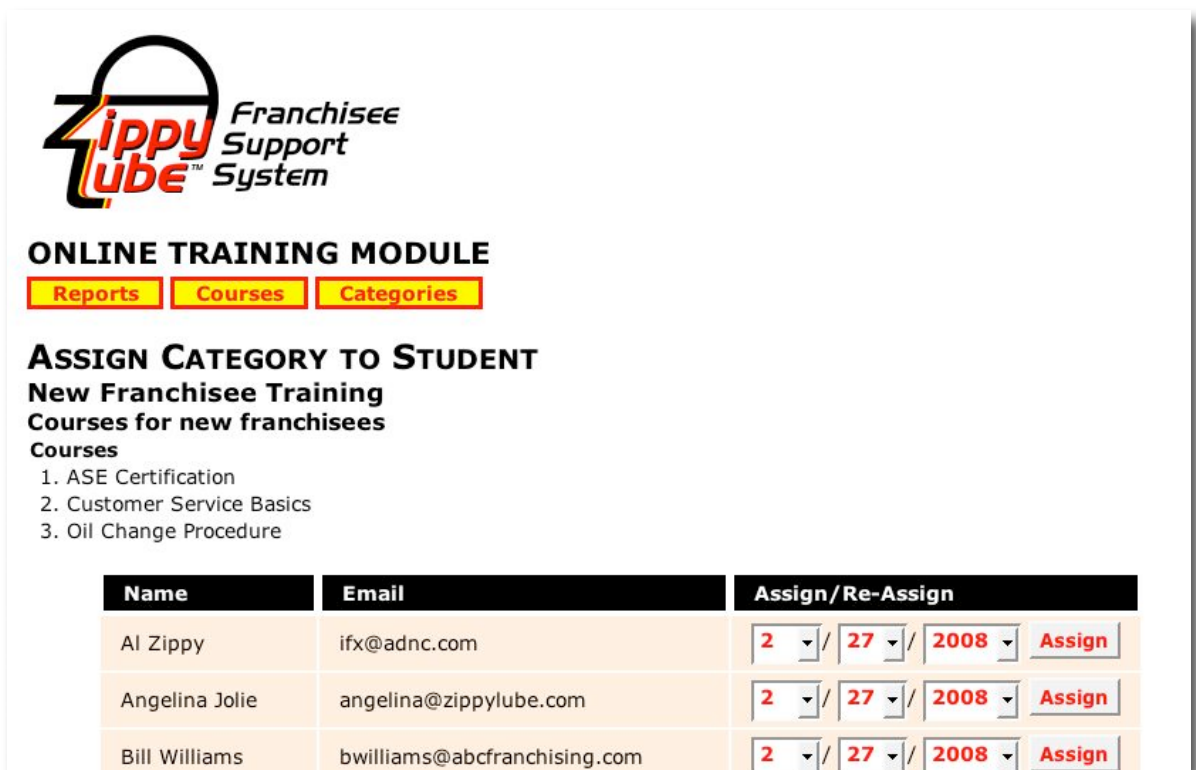 Zippy Lube™ Franchisee Support System
ONLINE TRAINING MODULE
Reports Courses Categories
ASSIGN CATEGORY TO STUDENT
New Franchisee Training
Courses for new franchisees
Courses
1. ASE Certification
2. Customer Service Basics
3. Oil Change Procedure
Name Email Assign/Re-Assign
Al Zippy ifx@adnc.com 2 / 27 / 2008 Assign
Angelina Jolie angelina@zippylube.com 2 / 27 / 2008 Assign
Bill Williams bwilliams@abcfranchising.com 2 / 27 / 2008 Assign